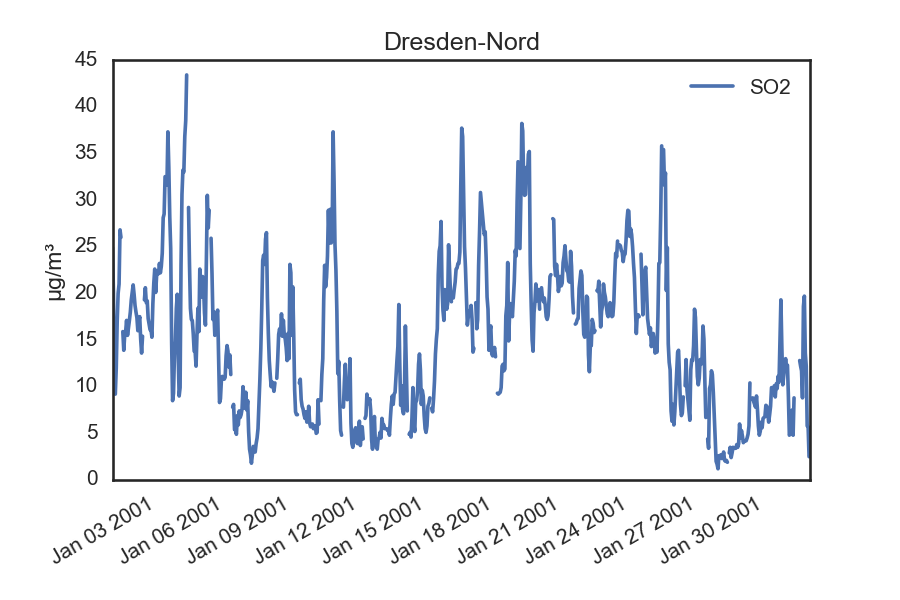 Dresden-Nord
SO2
µg/m³
45
40
35
30
25
20
15
10
5
0
Jan 03 2001
Jan 06 2001
Jan 09 2001
Jan 12 2001
Jan 15 2001
Jan 18 2001
Jan 21 2001
Jan 24 2001
Jan 27 2001
Jan 30 2001